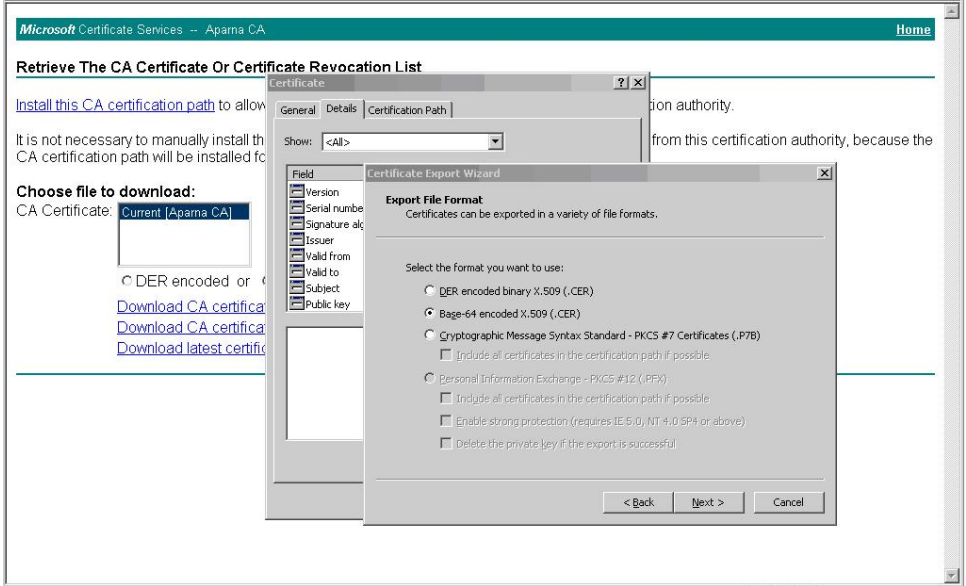 Microsoft Certificate Services -- Aparna CA Home
Retrieve The CA Certificate Or Certificate Revocation List
Install this CA certification path to allow
ion authority.
It is not necessary to manually install th
from this certification authority, because the
CA certification path will be installed fo
Choose file to download:
CA Certificate: Current [Aparna CA]
DER encoded or
Download CA certificat
Download CA certificat
Download latest certific
Certificate
General Details Certification Path
Show: <All>
Field
Version
Serial numbe
Signature alg
Issuer
Valid from
Valid to
Subject
Public key
Certificate Export Wizard
Export File Format
Certificates can be exported in a variety of file formats.
Select the format you want to use:
DER encoded binary X.509 (.CER)
Base-64 encoded X.509 (.CER)
Cryptographic Message Syntax Standard - PKCS #7 Certificates (.P7B)
Include all certificates in the certification path if possible
Personal Information Exchange - PKCS #12 (.PFX)
Include all certificates in the certification path if possible
Enable strong protection (requires IE 5.0, NT 4.0 SP4 or above)
Delete the private key if the export is successful
< Back Next > Cancel